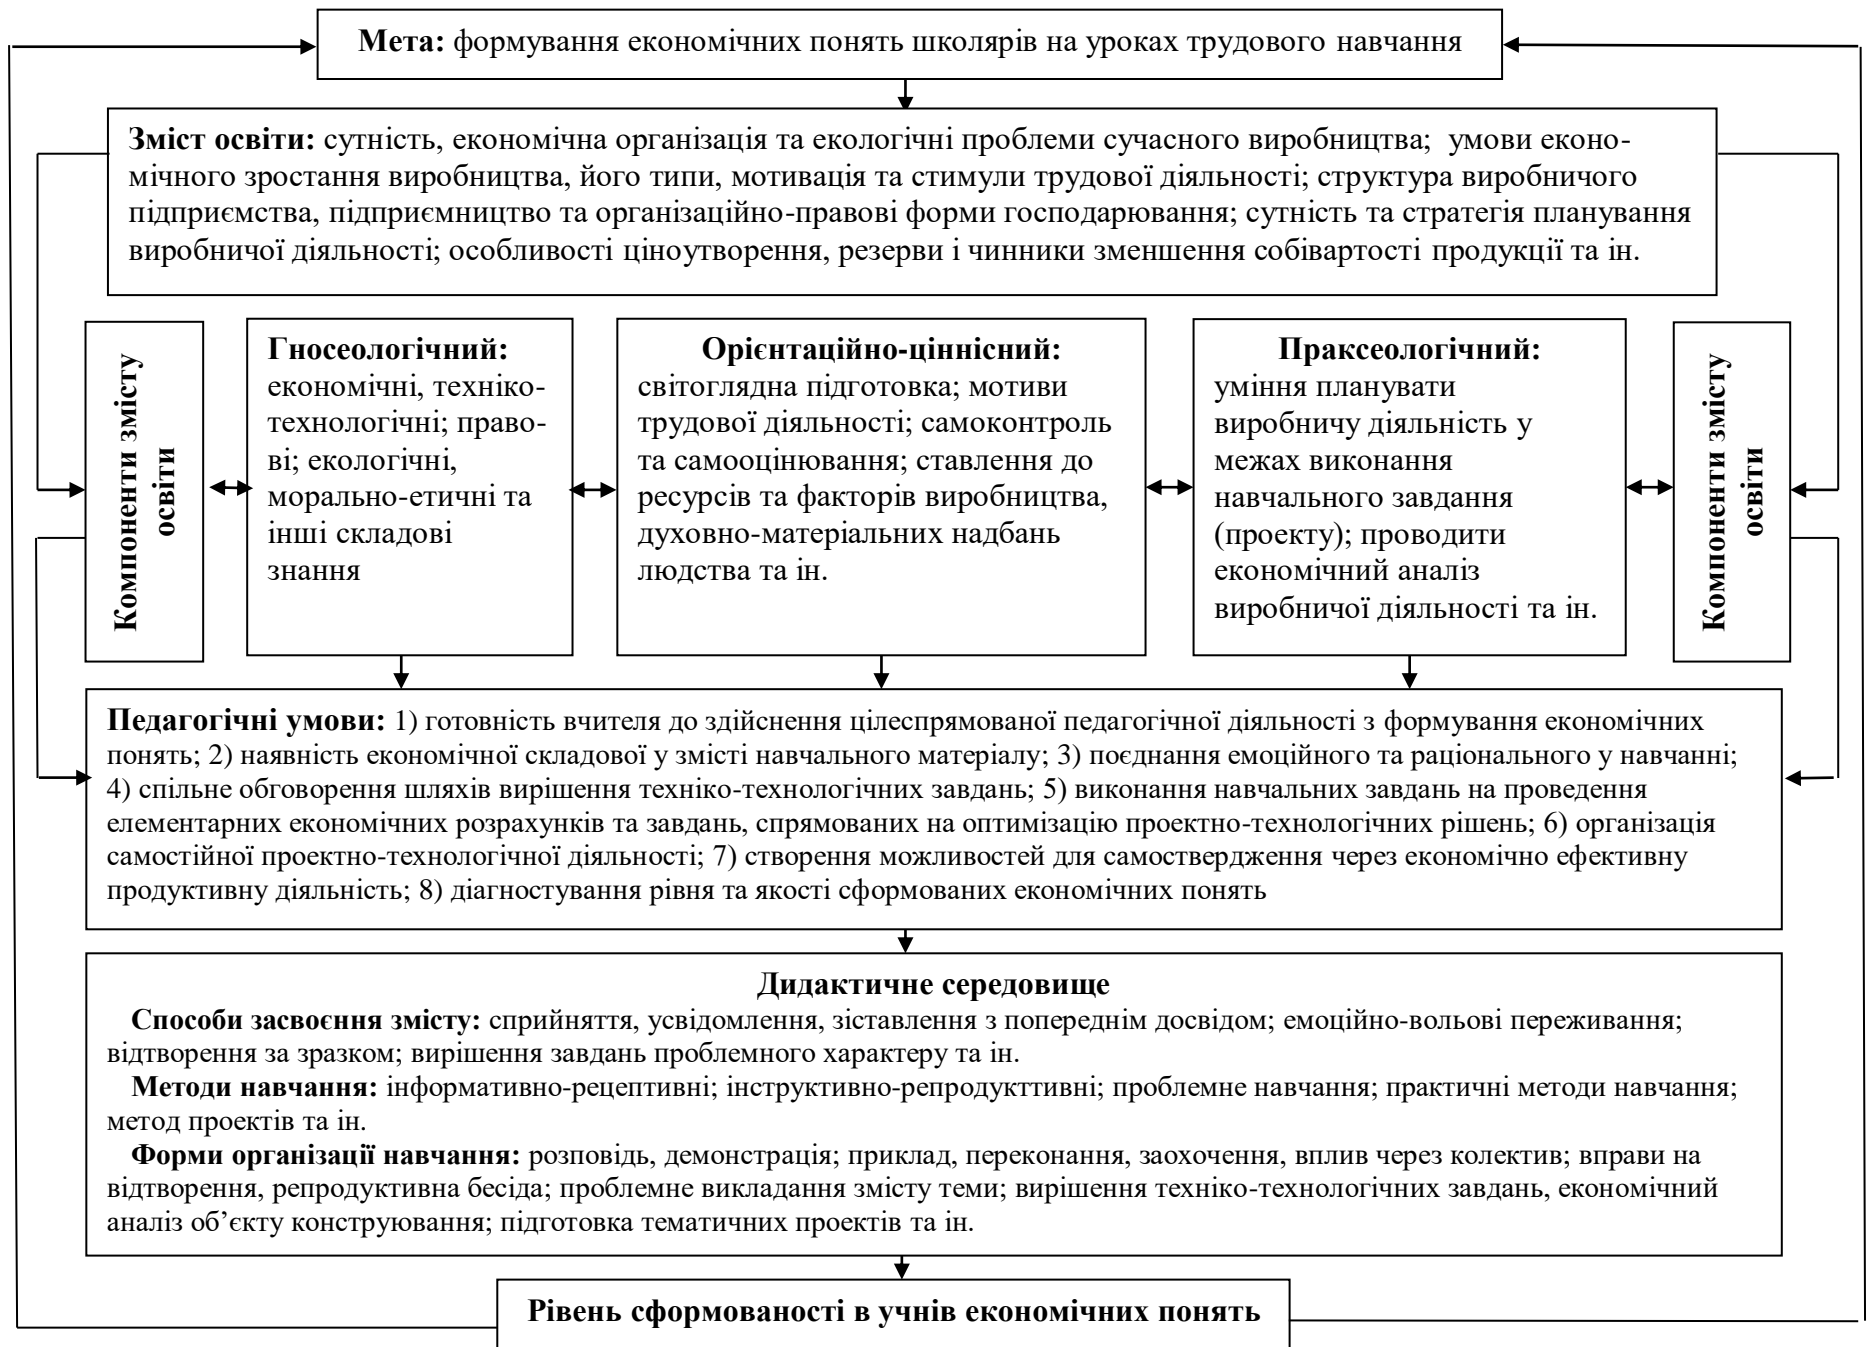 Мета: формування економічних понять школярів на уроках трудового навчання
Зміст освіти: сутність, економічна організація та екологічні проблеми сучасного виробництва; умови еконо-
мічного зростання виробництва, його типи, мотивація та стимули трудової діяльності; структура виробничого
підприємства, підприємництво та організаційно-правові форми господарювання; сутність та стратегія планування
виробничої діяльності; особливості ціноутворення, резерви і чинники зменшення собівартості продукції та ін.
Компоненти змісту
освіти
Гносеологічний:
економічні, техніко-
технологічні; право-
ві; екологічні,
морально-етичні та
інші складові
знання
Орієнтаційно-ціннісний:
світоглядна підготовка; мотиви
трудової діяльності; самоконтроль
та самооцінювання; ставлення до
ресурсів та факторів виробництва,
духовно-матеріальних надбань
людства та ін.
Праксеологічний:
уміння планувати
виробничу діяльність у
межах виконання
навчального завдання
(проекту); проводити
економічний аналіз
виробничої діяльності та ін.
Компоненти змісту
освіти
Педагогічні умови: 1) готовність вчителя до здійснення цілеспрямованої педагогічної діяльності з формування економічних
понять; 2) наявність економічної складової у змісті навчального матеріалу; 3) поєднання емоційного та раціонального у навчанні;
4) спільне обговорення шляхів вирішення техніко-технологічних завдань; 5) виконання навчальних завдань на проведення
елементарних економічних розрахунків та завдань, спрямованих на оптимізацію проектно-технологічних рішень; 6) організація
самостійної проектно-технологічної діяльності; 7) створення можливостей для самоствердження через економічно ефективну
продуктивну діяльність; 8) діагностування рівня та якості сформованих економічних понять
Дидактичне середовище
Способи засвоєння змісту: сприйняття, усвідомлення, зіставлення з попереднім досвідом; емоційно-вольові переживання;
відтворення за зразком; вирішення завдань проблемного характеру та ін.
Методи навчання: інформативно-рецептивні; інструктивно-репродукттивні; проблемне навчання; практичні методи навчання;
метод проектів та ін.
Форми організації навчання: розповідь, демонстрація; приклад, переконання, заохочення, вплив через колектив; вправи на
відтворення, репродуктивна бесіда; проблемне викладання змісту теми; вирішення техніко-технологічних завдань, економічний
аналіз об’єкту конструювання; підготовка тематичних проектів та ін.
Рівень сформованості в учнів економічних понять